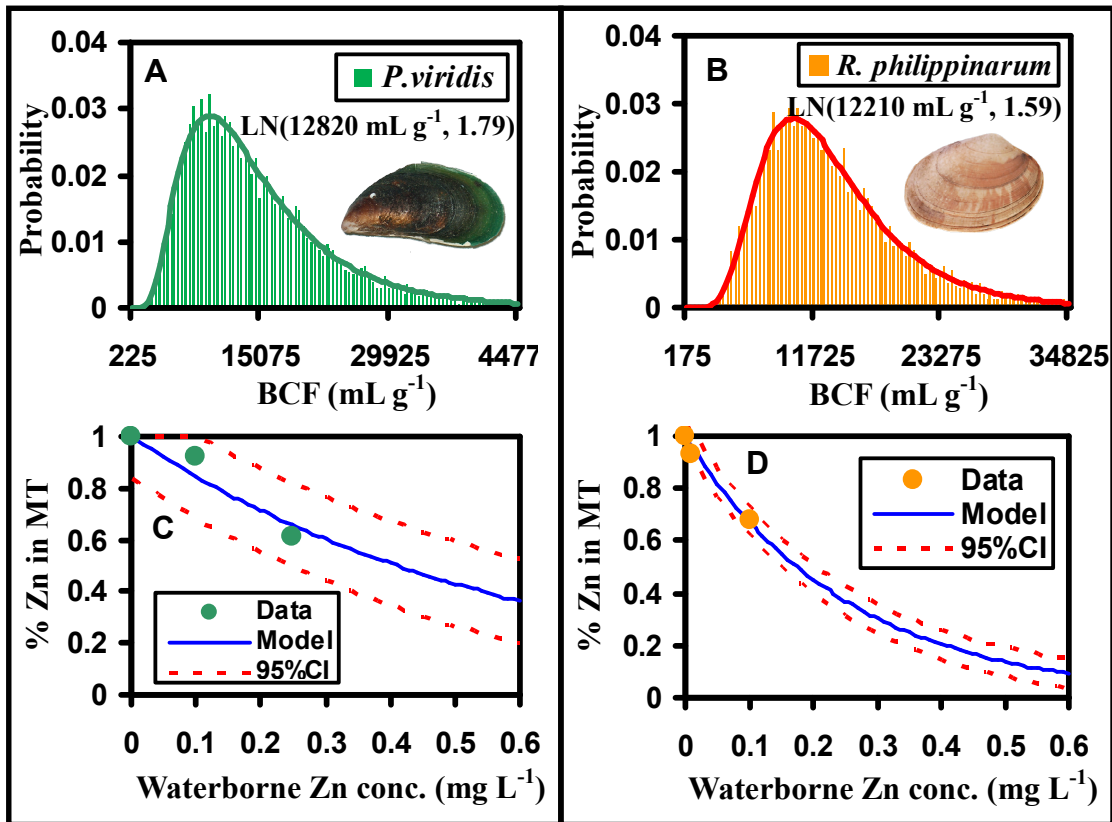 A
P.viridis
LN(12820 mL g⁻¹, 1.79)
Probability
0.04
0.03
0.02
0.01
0
225 15075 29925 4477
BCF (mL g⁻¹)
B
R. philippinarum
LN(12210 mL g⁻¹, 1.59)
Probability
0.04
0.03
0.02
0.01
0
175 11725 23275 34825
BCF (mL g⁻¹)
C
% Zn in MT
1
0.8
0.6
0.4
0.2
0
Data
Model
95%CI
0 0.1 0.2 0.3 0.4 0.5 0.6
Waterborne Zn conc. (mg L⁻¹)
D
% Zn in MT
1
0.8
0.6
0.4
0.2
0
Data
Model
95%CI
0 0.1 0.2 0.3 0.4 0.5 0.6
Waterborne Zn conc. (mg L⁻¹)